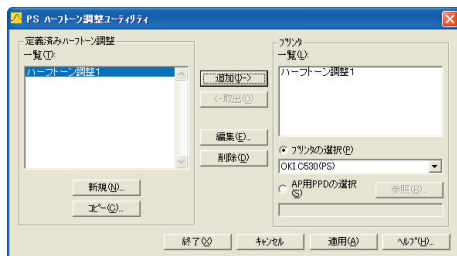 PS ハーフトーン調整ユーティリティ
定義済みハーフトーン調整
一覧(T):
ハーフトーン調整1
新規(N)...
コピー(C)...
追加(D)->
<-取出(O)
編集(E)...
削除(D)
プリンタ
一覧(L):
ハーフトーン調整1
プリンタの選択(P)
OKI C530(PS)
AP用PPDの選択(S)
参照(B)...
終了(X)
キャンセル
適用(A)
ヘルプ(H)...